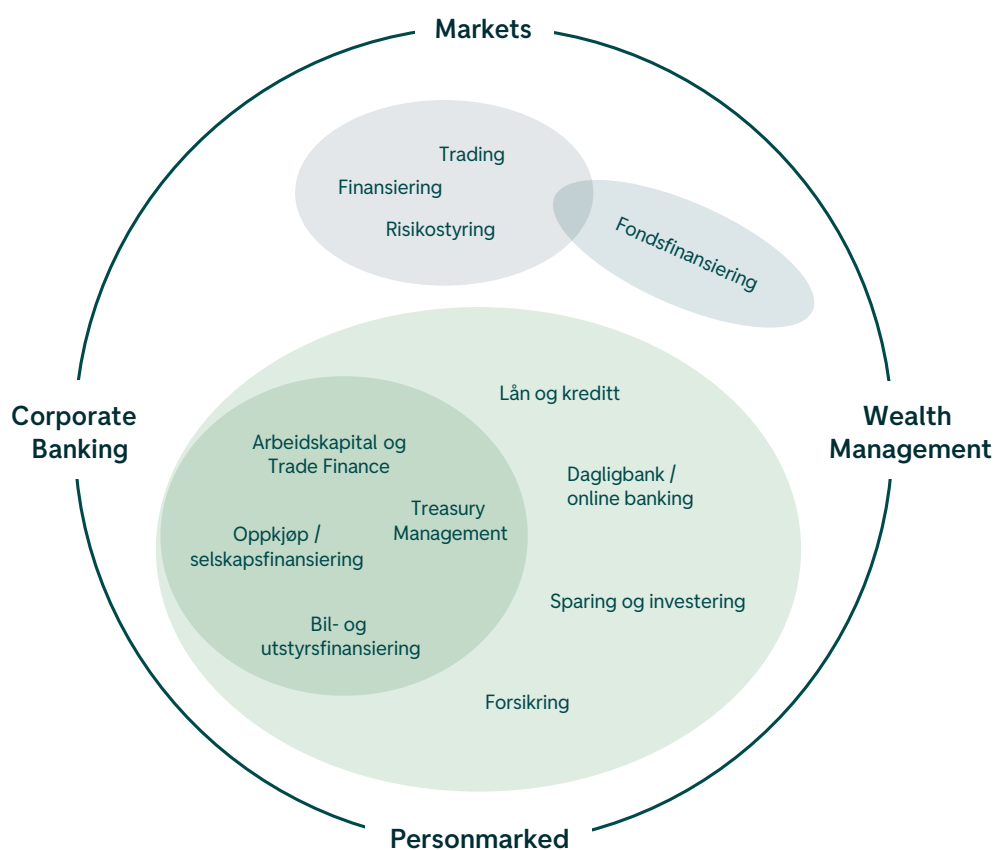 Markets
Trading
Finansiering
Risikostyring
Fondsfinansiering
Corporate
Banking
Wealth
Management
Lån og kreditt
Arbeidskapital og
Trade Finance
Dagligbank /
online banking
Treasury
Management
Oppkjøp /
selskapsfinansiering
Sparing og investering
Bil- og
utstyrsfinansiering
Forsikring
Personmarked